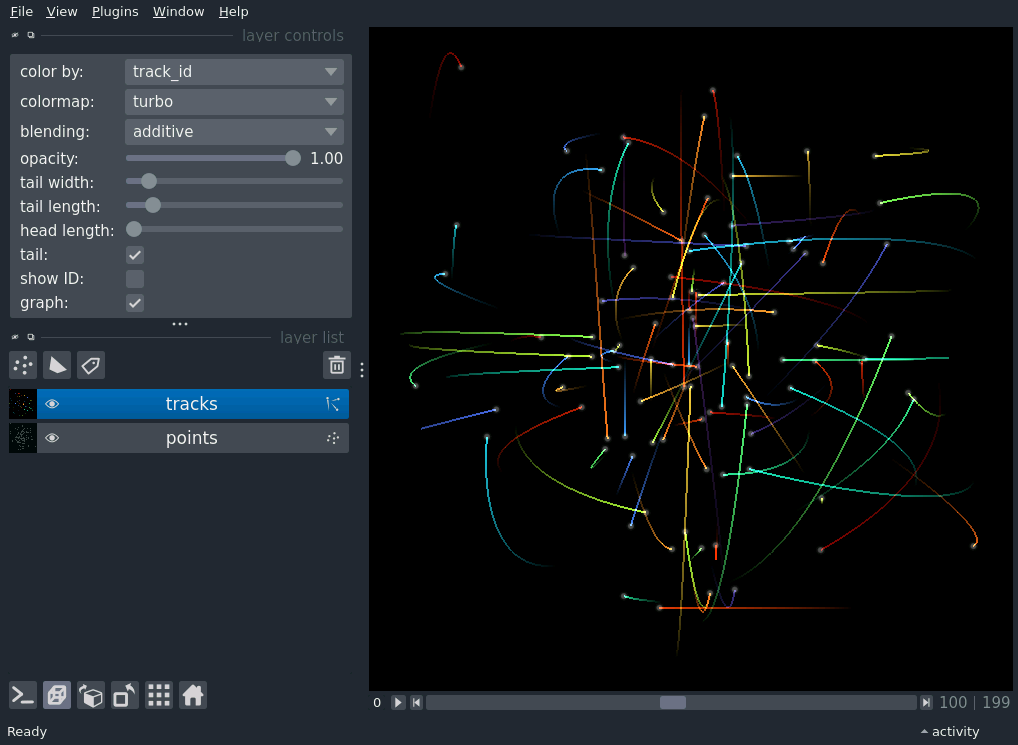 File View Plugins Window Help
layer controls
color by: track_id
colormap: turbo
blending: additive
opacity: 1.00
tail width:
tail length:
head length:
tail:
show ID:
graph:
layer list
tracks
points
0 100 | 199
Ready activity